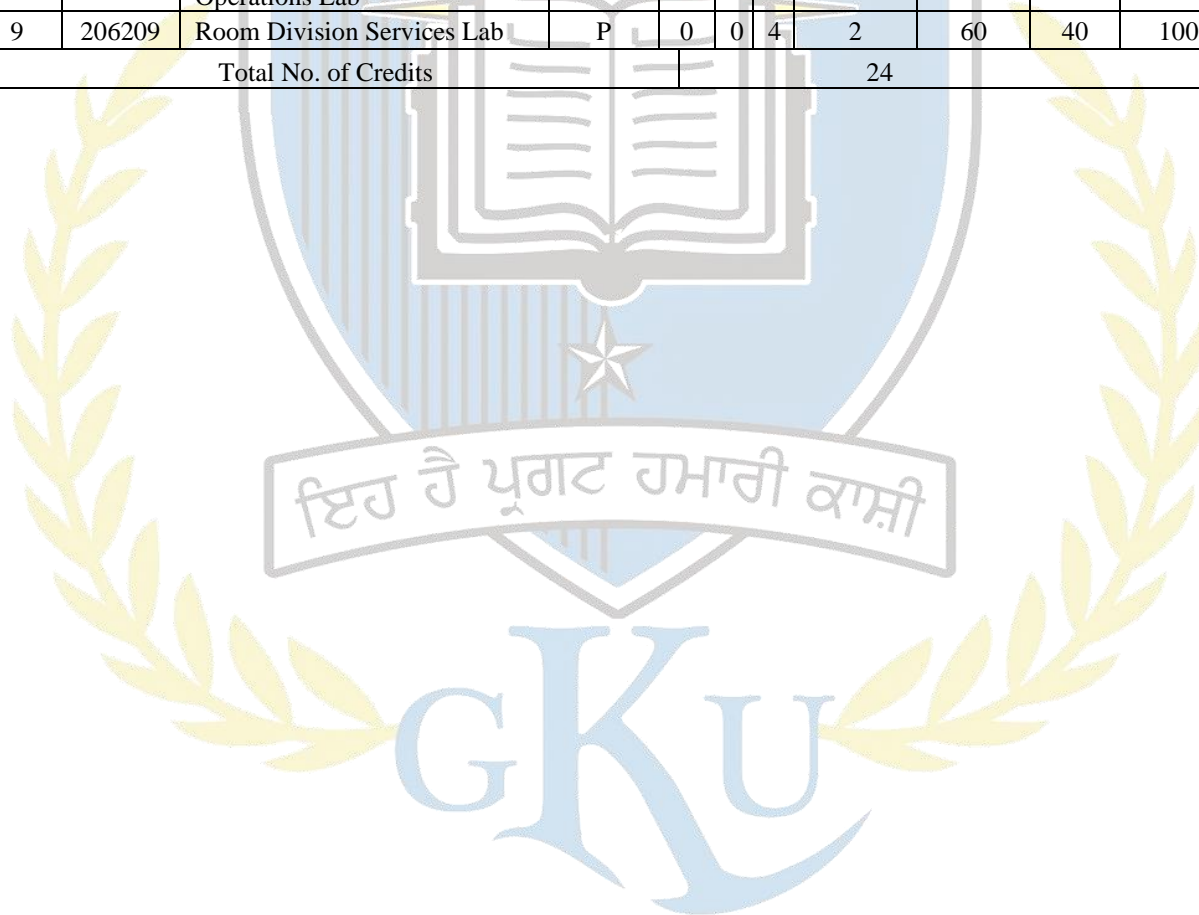 Operations Lab
9 206209 Room Division Services Lab P 0 0 4 2 60 40 100
Total No. of Credits 24
ਇਹ ਹੈ ਪ੍ਰਗਟ ਹਮਾਰੀ ਕਾਸ਼ੀ
GKU